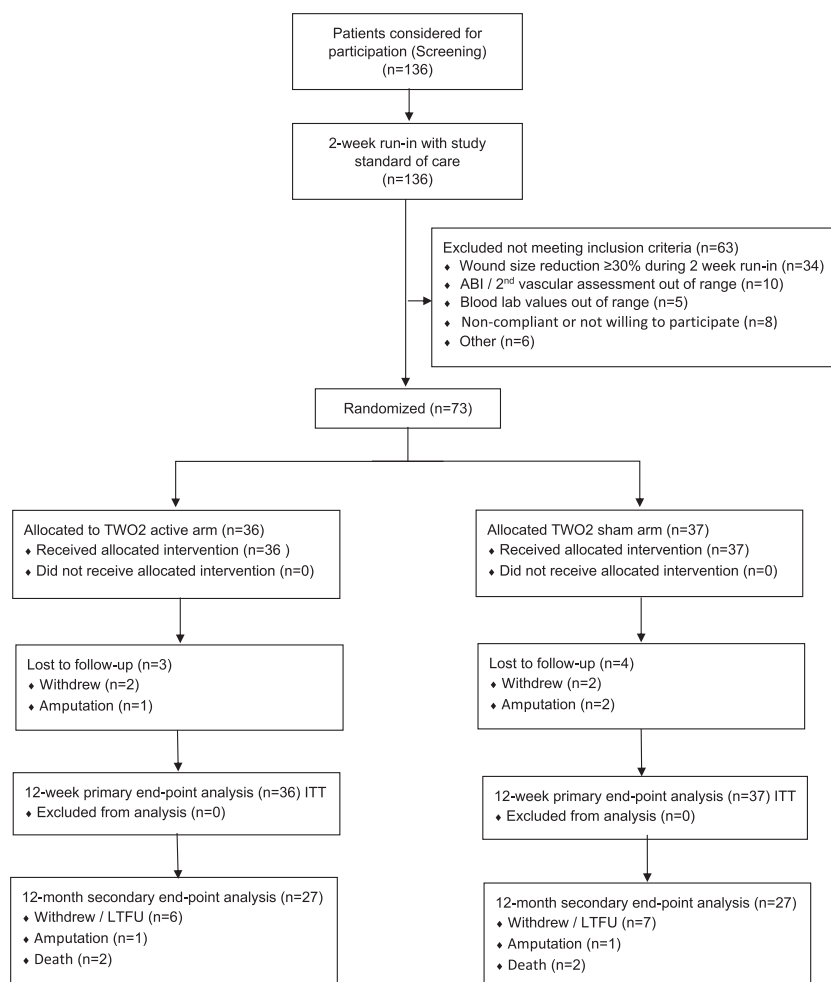 Patients considered for
participation (Screening)
(n=136)
2-week run-in with study
standard of care
(n=136)
Excluded not meeting inclusion criteria (n=63)
♦ Wound size reduction ≥30% during 2 week run-in (n=34)
♦ ABI / 2nd vascular assessment out of range (n=10)
♦ Blood lab values out of range (n=5)
♦ Non-compliant or not willing to participate (n=8)
♦ Other (n=6)
Randomized (n=73)
Allocated to TWO2 active arm (n=36)
♦ Received allocated intervention (n=36 )
♦ Did not receive allocated intervention (n=0)
Allocated TWO2 sham arm (n=37)
♦ Received allocated intervention (n=37)
♦ Did not receive allocated intervention (n=0)
Lost to follow-up (n=3)
♦ Withdrew (n=2)
♦ Amputation (n=1)
Lost to follow-up (n=4)
♦ Withdrew (n=2)
♦ Amputation (n=2)
12-week primary end-point analysis (n=36) ITT
♦ Excluded from analysis (n=0)
12-week primary end-point analysis (n=37) ITT
♦ Excluded from analysis (n=0)
12-month secondary end-point analysis (n=27)
♦ Withdrew / LTFU (n=6)
♦ Amputation (n=1)
♦ Death (n=2)
12-month secondary end-point analysis (n=27)
♦ Withdrew / LTFU (n=7)
♦ Amputation (n=1)
♦ Death (n=2)